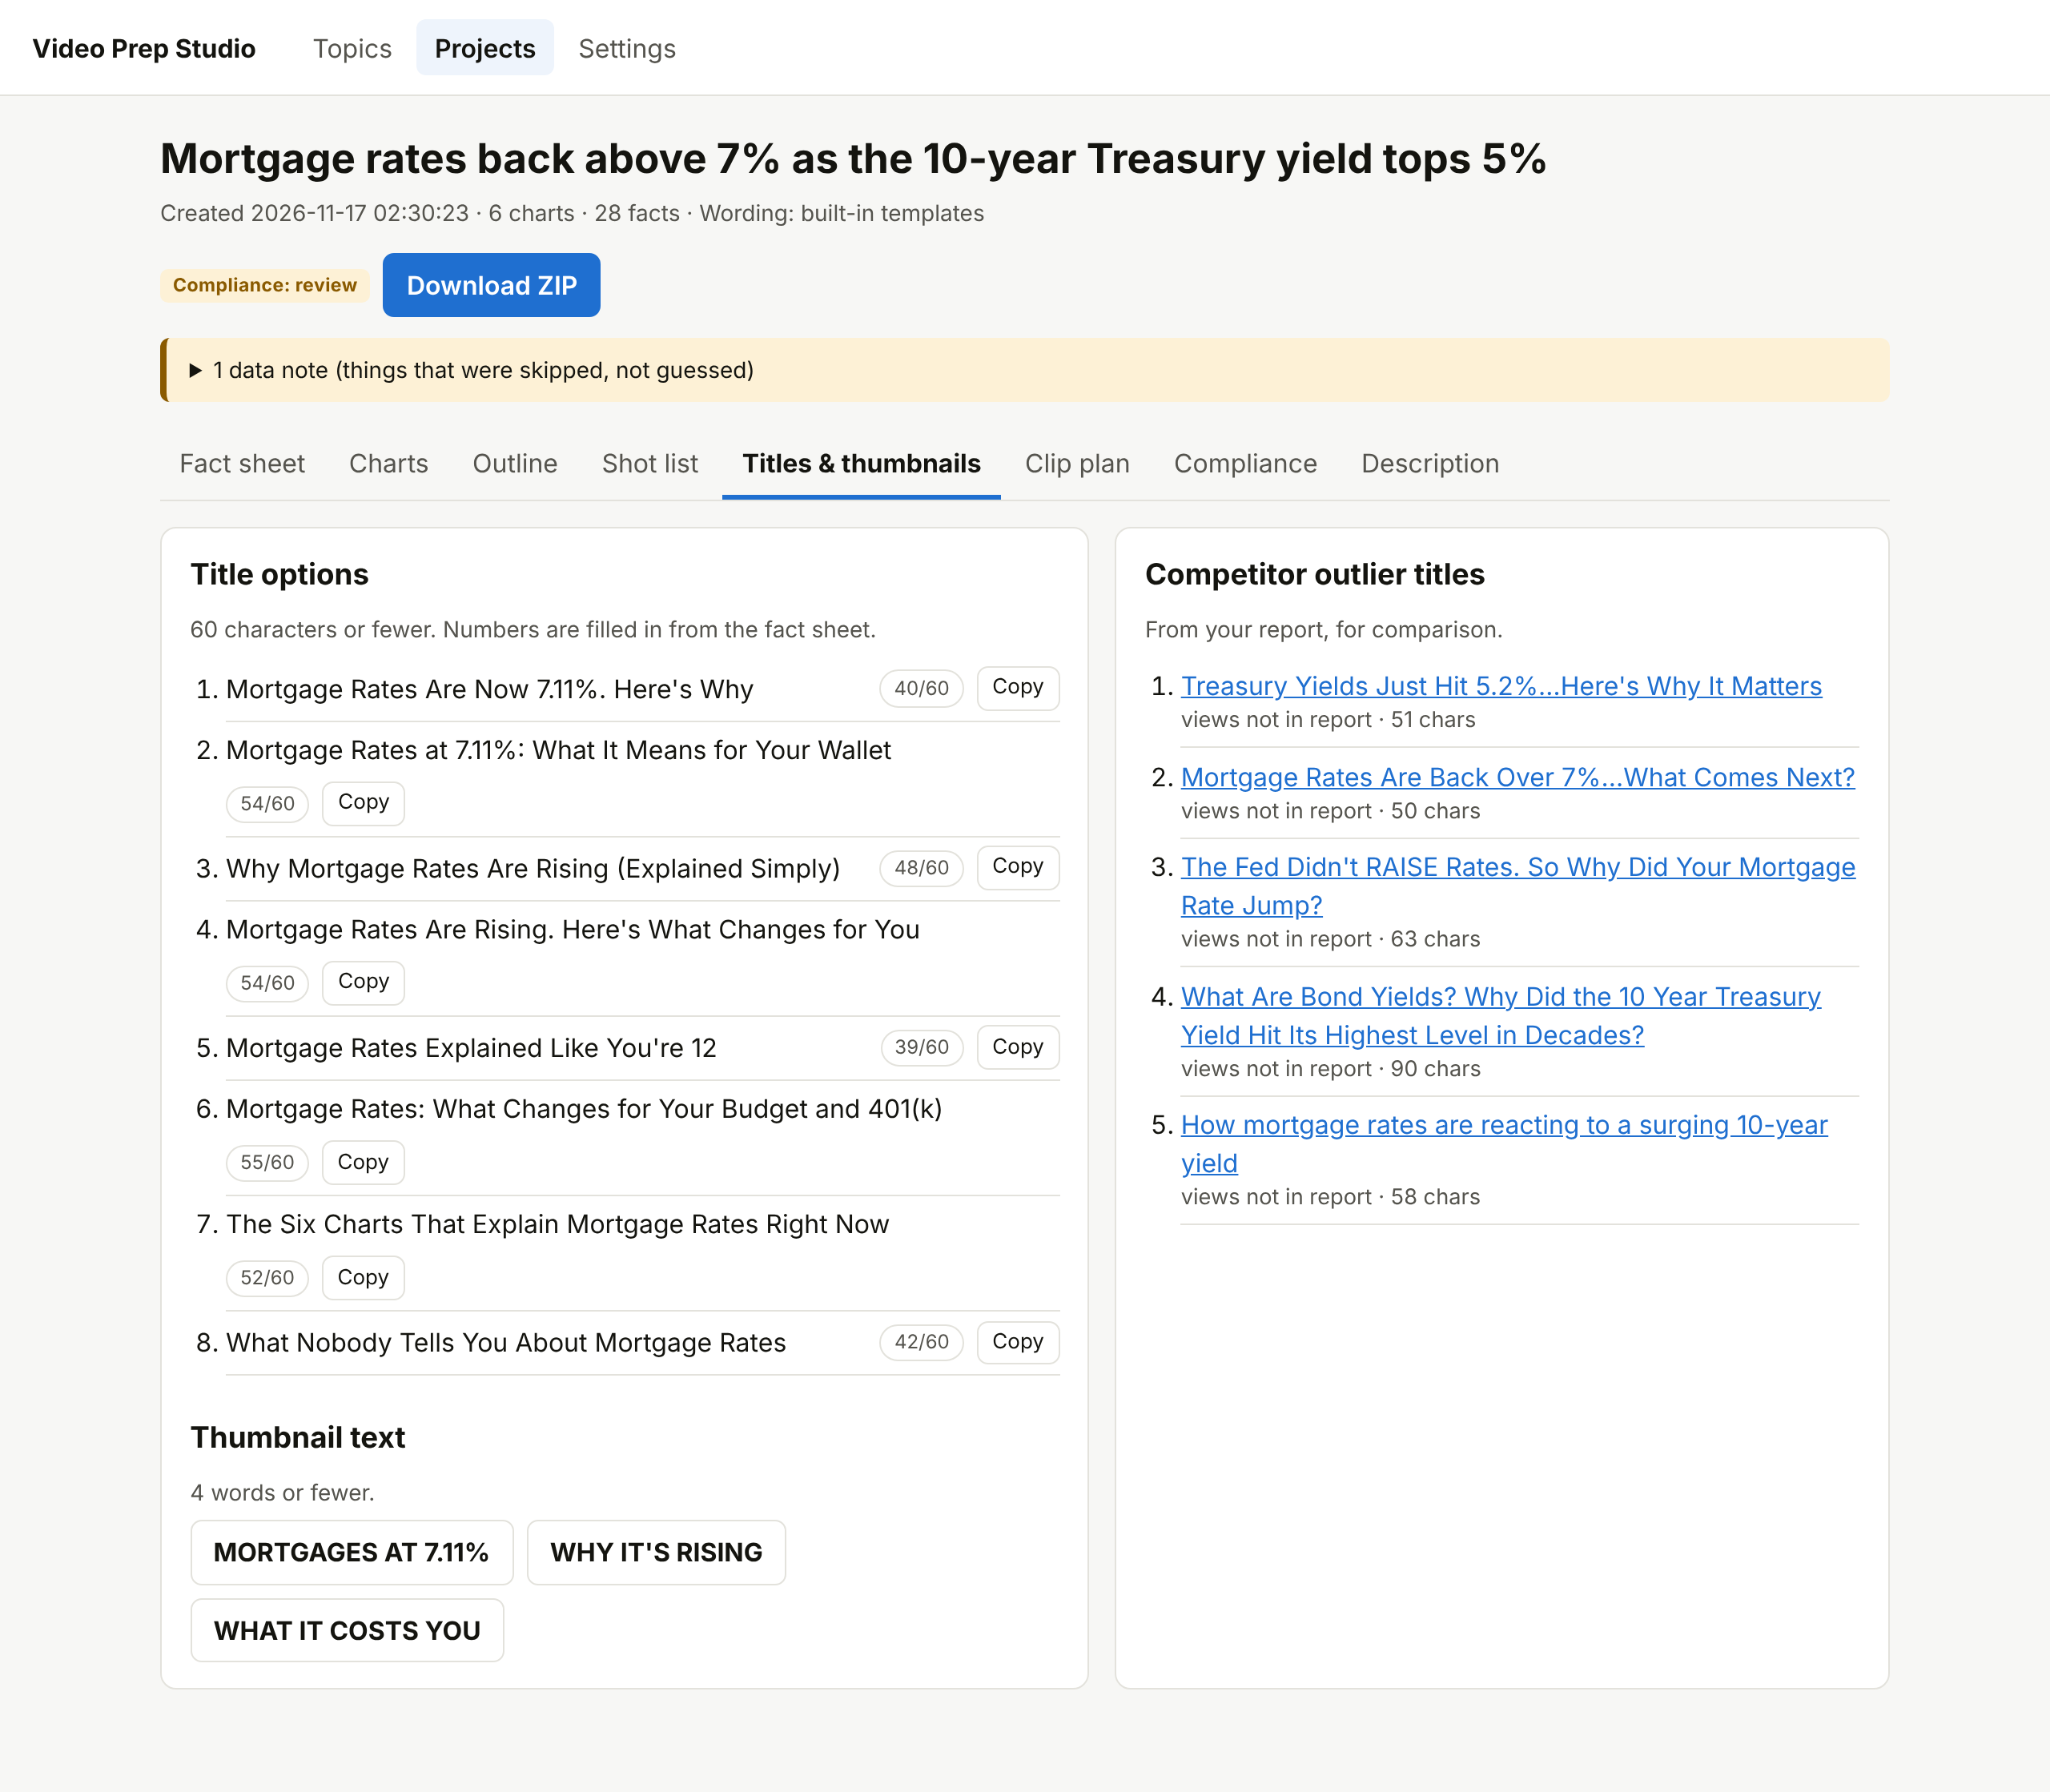 Video Prep Studio
Topics
Projects
Settings
Mortgage rates back above 7% as the 10-year Treasury yield tops 5%
Created 2026-11-17 02:30:23 · 6 charts · 28 facts · Wording: built-in templates
Compliance: review
Download ZIP
▶ 1 data note (things that were skipped, not guessed)
Fact sheet
Charts
Outline
Shot list
Titles & thumbnails
Clip plan
Compliance
Description
Title options
60 characters or fewer. Numbers are filled in from the fact sheet.
1. Mortgage Rates Are Now 7.11%. Here's Why
40/60
Copy
2. Mortgage Rates at 7.11%: What It Means for Your Wallet
54/60
Copy
3. Why Mortgage Rates Are Rising (Explained Simply)
48/60
Copy
4. Mortgage Rates Are Rising. Here's What Changes for You
54/60
Copy
5. Mortgage Rates Explained Like You're 12
39/60
Copy
6. Mortgage Rates: What Changes for Your Budget and 401(k)
55/60
Copy
7. The Six Charts That Explain Mortgage Rates Right Now
52/60
Copy
8. What Nobody Tells You About Mortgage Rates
42/60
Copy
Thumbnail text
4 words or fewer.
MORTGAGES AT 7.11%
WHY IT'S RISING
WHAT IT COSTS YOU
Competitor outlier titles
From your report, for comparison.
1. Treasury Yields Just Hit 5.2%...Here's Why It Matters
views not in report · 51 chars
2. Mortgage Rates Are Back Over 7%...What Comes Next?
views not in report · 50 chars
3. The Fed Didn't RAISE Rates. So Why Did Your Mortgage
Rate Jump?
views not in report · 63 chars
4. What Are Bond Yields? Why Did the 10 Year Treasury
Yield Hit Its Highest Level in Decades?
views not in report · 90 chars
5. How mortgage rates are reacting to a surging 10-year
yield
views not in report · 58 chars